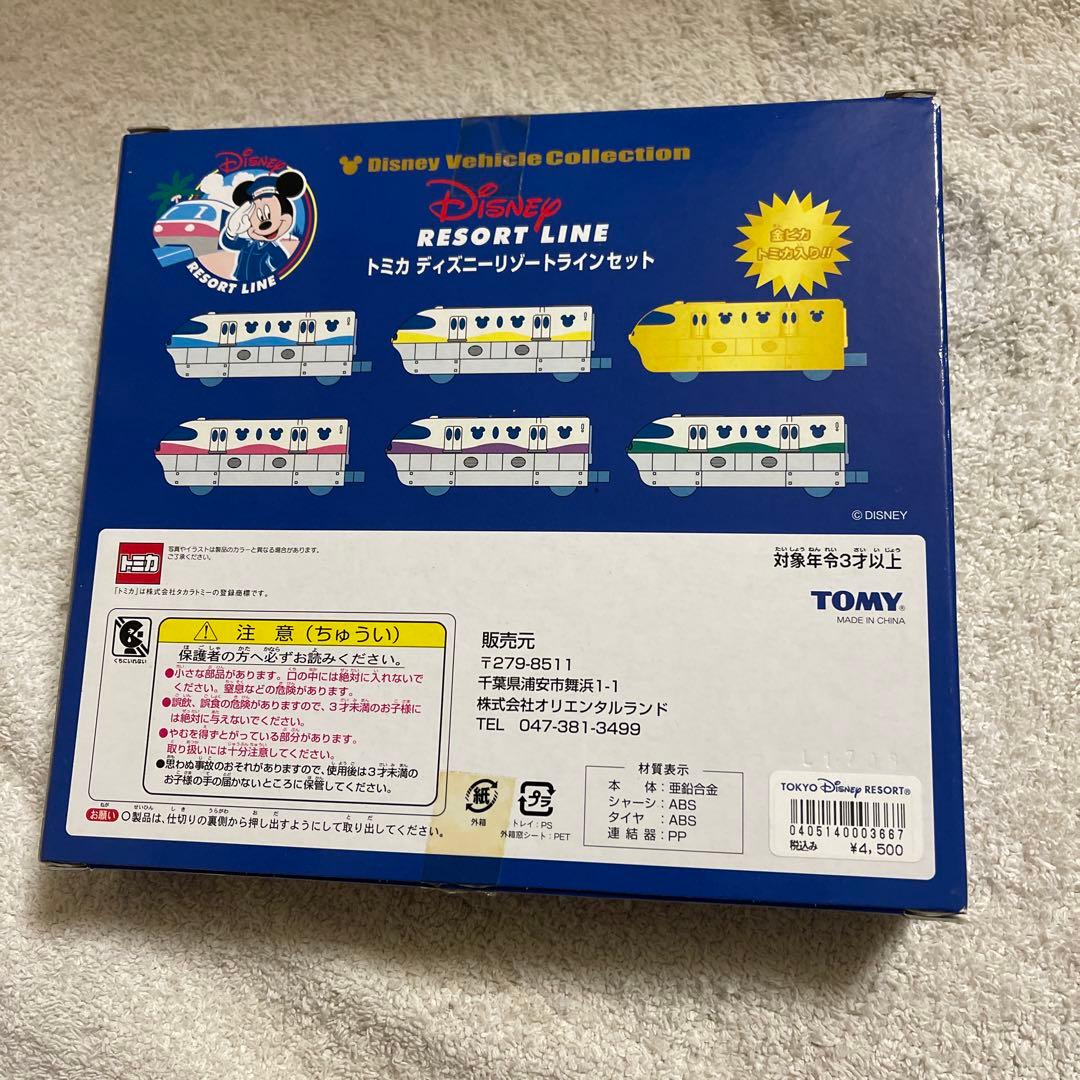 Disney
RESORT LINE
Disney Vehicle Collection
Disney
RESORT LINE
トミカ ディズニーリゾートラインセット
金ピカ
トミカ入り!!
© DISNEY
トミカ
写真やイラストは製品のカラーと異なる場合があります。
ご了承ください。
「トミカ」は株式会社タカラトミーの登録商標です。
対象年令3才以上
TOMY®
MADE IN CHINA
くちにいれない
⚠ 注意(ちゅうい)
保護者の方へ必ずお読みください。
●小さな部品があります。口の中には絶対に入れないで
ください。窒息などの危険があります。
●誤飲、誤食の危険がありますので、3才未満のお子様に
は絶対に与えないでください。
●やむを得ずとがっている部分があります。
取り扱いには十分注意してください。
●思わぬ事故のおそれがありますので、使用後は3才未満の
お子様の手の届かないところに保管してください。
お願い ○製品は、仕切りの裏側から押し出すようにして取り出してください。
販売元
〒279-8511
千葉県浦安市舞浜1-1
株式会社オリエンタルランド
TEL 047-381-3499
紙
外箱
プラ
トレイ:PS
外箱窓シート:PET
材質表示
本体:亜鉛合金
シャーシ:ABS
タイヤ:ABS
連結器:PP
TOKYO Disney RESORT®
0405140003667
税込み ¥4,500